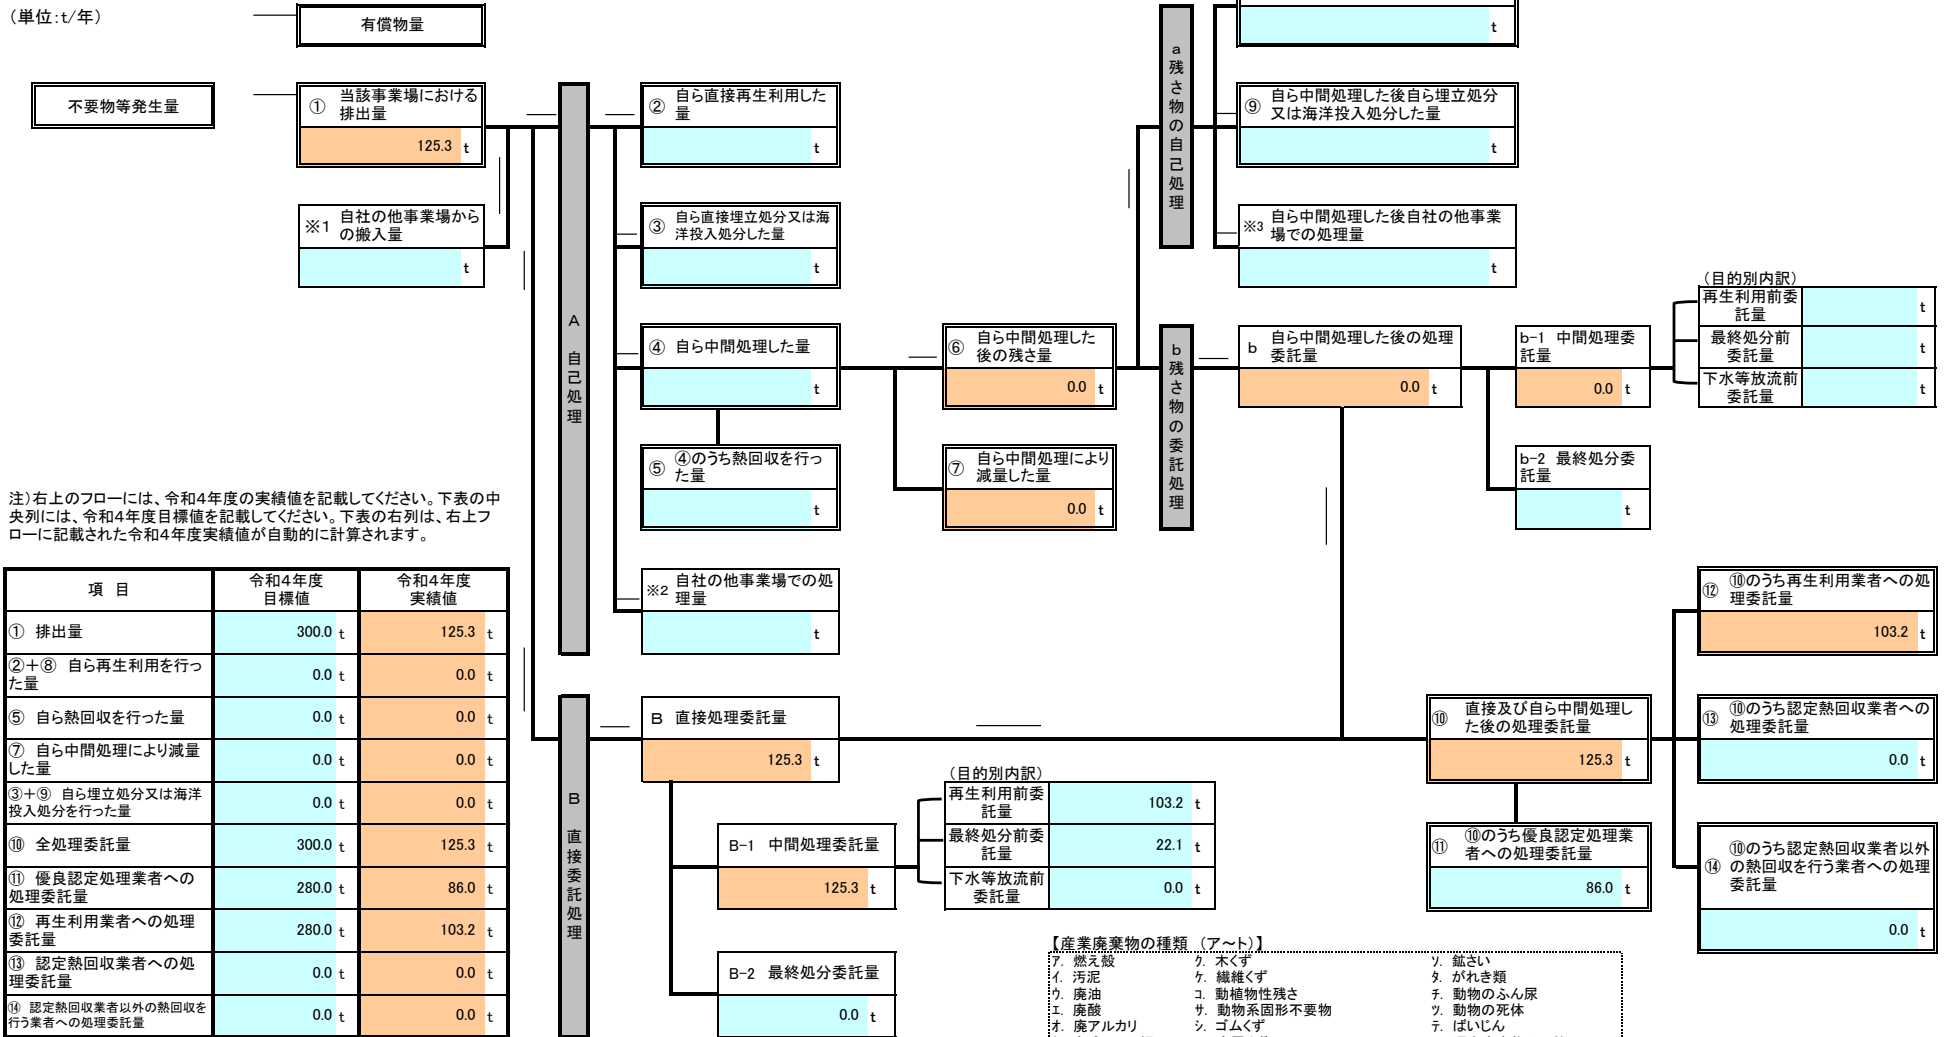 （単位:t/年）
有償物量
不要物等発生量
① 当該事業場における
排出量
125.3 t
※1 自社の他事業場から
の搬入量
t
A 自己処理
② 自ら直接再生利用した
量
t
③ 自ら直接埋立処分又は海
洋投入処分した量
t
④ 自ら中間処理した量
t
⑤ ④のうち熱回収を行っ
た量
t
※2 自社の他事業場での処
理量
t
⑥ 自ら中間処理した
後の残さ量
0.0 t
⑦ 自ら中間処理により
減量した量
0.0 t
a 残さ物の自己処理
t
⑨ 自ら中間処理した後自ら埋立処分
又は海洋投入処分した量
t
※3 自ら中間処理した後自社の他事業
場での処理量
t
b 残さ物の委託処理
b 自ら中間処理した後の処理
委託量
0.0 t
b-1 中間処理委
託量
0.0 t
b-2 最終処分委
託量
t
（目的別内訳）
再生利用前委
託量
t
最終処分前
委託量
t
下水等放流前
委託量
t
注）右上のフローには、令和4年度の実績値を記載してください。下表の中
央列には、令和4年度目標値を記載してください。下表の右列は、右上フ
ローに記載された令和4年度実績値が自動的に計算されます。
項 目 令和4年度
目標値 令和4年度
実績値
① 排出量 300.0 t 125.3 t
②+⑧ 自ら再生利用を行っ
た量 0.0 t 0.0 t
⑤ 自ら熱回収を行った量 0.0 t 0.0 t
⑦ 自ら中間処理により減量
した量 0.0 t 0.0 t
③+⑨ 自ら埋立処分又は海洋
投入処分を行った量 0.0 t 0.0 t
⑩ 全処理委託量 300.0 t 125.3 t
⑪ 優良認定処理業者への
処理委託量 280.0 t 86.0 t
⑫ 再生利用業者への処理
委託量 280.0 t 103.2 t
⑬ 認定熱回収業者への処
理委託量 0.0 t 0.0 t
⑭ 認定熱回収業者以外の熱回収を
行う業者への処理委託量 0.0 t 0.0 t
B 直接委託処理
B 直接処理委託量
125.3 t
B-1 中間処理委託量
125.3 t
B-2 最終処分委託量
0.0 t
（目的別内訳）
再生利用前委
託量 103.2 t
最終処分前委
託量 22.1 t
下水等放流前
委託量 0.0 t
⑩ 直接及び自ら中間処理し
た後の処理委託量
125.3 t
⑪ ⑩のうち優良認定処理業
者への処理委託量
86.0 t
⑫ ⑩のうち再生利用業者への処
理委託量
103.2 t
⑬ ⑩のうち認定熱回収業者への
処理委託量
0.0 t
⑭ ⑩のうち認定熱回収業者以外
の熱回収を行う業者への処理
委託量
0.0 t
【産業廃棄物の種類 （ア～ト）】
ア. 燃え殻 ク. 木くず ソ. 鉱さい
イ. 汚泥 ケ. 繊維くず タ. がれき類
ウ. 廃油 コ. 動植物性残さ チ. 動物のふん尿
エ. 廃酸 サ. 動物系固形不要物 ツ. 動物の死体
オ. 廃アルカリ シ. ゴムくず テ. ばいじん